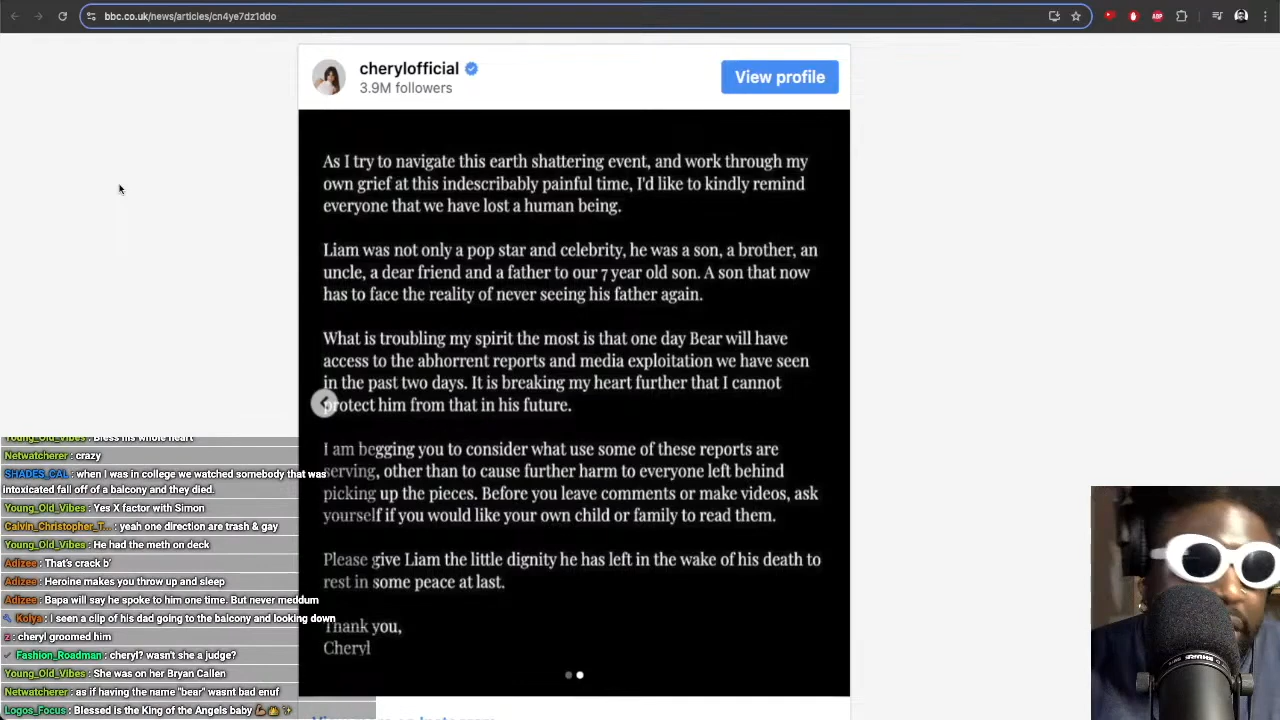 bbc.co.uk/news/articles/cn4ye7dz1ddo
ABP
cherylofficial
3.9M followers
View profile
As I try to navigate this earth shattering event, and work through my
own grief at this indescribably painful time, I'd like to kindly remind
everyone that we have lost a human being.
Liam was not only a pop star and celebrity, he was a son, a brother, an
uncle, a dear friend and a father to our 7 year old son. A son that now
has to face the reality of never seeing his father again.
What is troubling my spirit the most is that one day Bear will have
access to the abhorrent reports and media exploitation we have seen
in the past two days. It is breaking my heart further that I cannot
protect him from that in his future.
I am begging you to consider what use some of these reports are
serving, other than to cause further harm to everyone left behind
picking up the pieces. Before you leave comments or make videos, ask
yourself if you would like your own child or family to read them.
Please give Liam the little dignity he has left in the wake of his death to
rest in some peace at last.
Thank you,
Cheryl
Young_Old_Vibes : Bless his whole heart
Netwatcherer : crazy
SHADES_CAL : when I was in college we watched somebody that was
intoxicated fall off of a balcony and they died.
Young_Old_Vibes : Yes X factor with Simon
Calvin_Christopher_T... : yeah one direction are trash & gay
Young_Old_Vibes : He had the meth on deck
Adizee : That's crack b'
Adizee : Heroine makes you throw up and sleep
Adizee : Bapa will say he spoke to him one time. But never meddum
Kolya : I seen a clip of his dad going to the balcony and looking down
z : cheryl groomed him
Fashion_Roadman : cheryl? wasn't she a judge?
Young_Old_Vibes : She was on her Bryan Callen
Netwatcherer : as if having the name "bear" wasnt bad enuf
Logos_Focus : Blessed is the King of the Angels baby